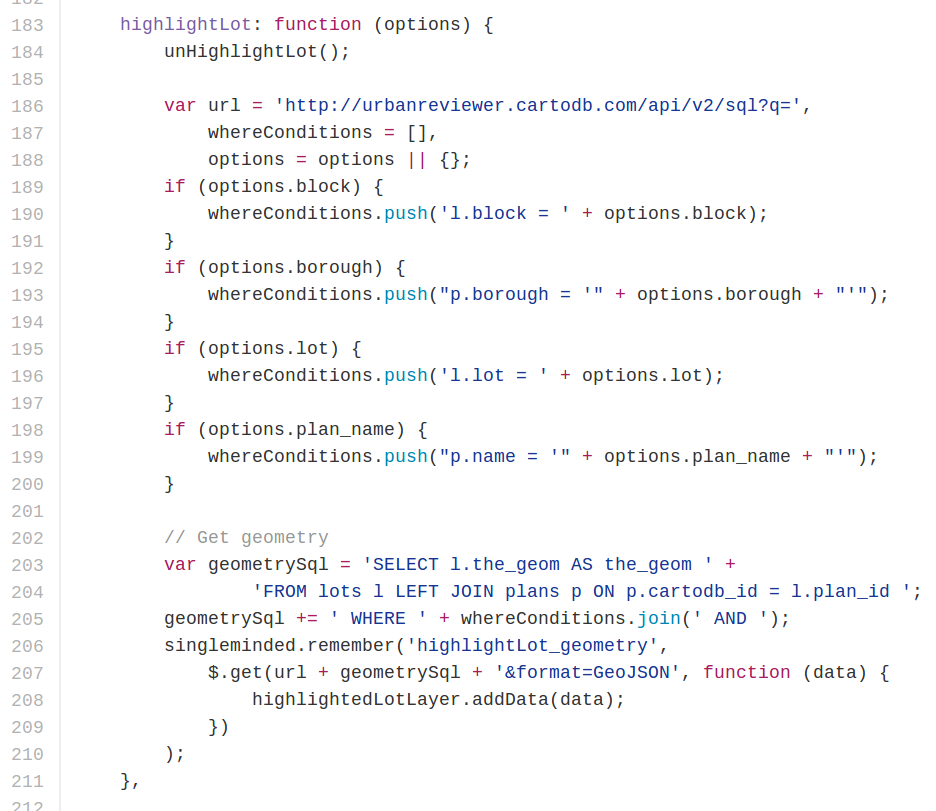 182
183 highlightLot: function (options) {
184 unHighlightLot();
185
186 var url = 'http://urbanreviewer.cartodb.com/api/v2/sql?q=',
187 whereConditions = [],
188 options = options || {};
189 if (options.block) {
190 whereConditions.push('l.block = ' + options.block);
191 }
192 if (options.borough) {
193 whereConditions.push("p.borough = '" + options.borough + "'");
194 }
195 if (options.lot) {
196 whereConditions.push('l.lot = ' + options.lot);
197 }
198 if (options.plan_name) {
199 whereConditions.push("p.name = '" + options.plan_name + "'");
200 }
201
202 // Get geometry
203 var geometrySql = 'SELECT l.the_geom AS the_geom ' +
204 'FROM lots l LEFT JOIN plans p ON p.cartodb_id = l.plan_id ';
205 geometrySql += ' WHERE ' + whereConditions.join(' AND ');
206 singleminded.remember('highlightLot_geometry',
207 $.get(url + geometrySql + '&format=GeoJSON', function (data) {
208 highlightedLotLayer.addData(data);
209 })
210 );
211 },
212